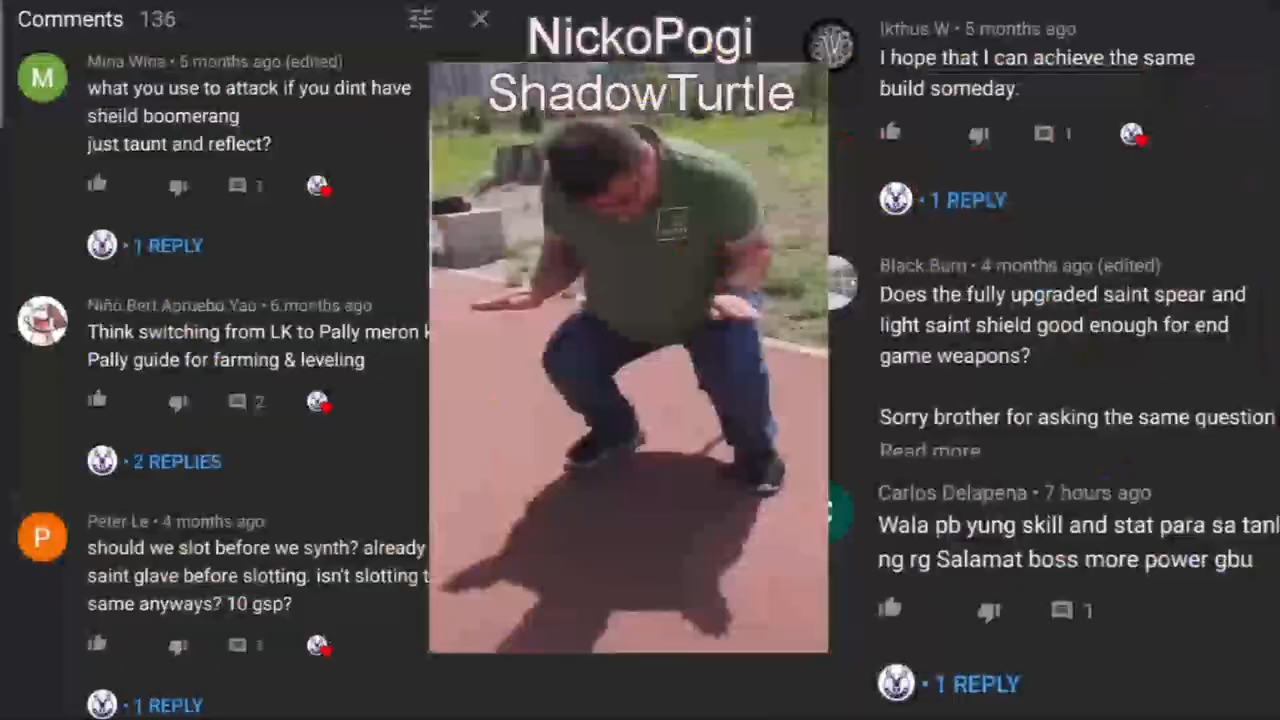 Comments 136
Mina Wina • 5 months ago (edited)
what you use to attack if you dint have
sheild boomerang
just taunt and reflect?
1
• 1 REPLY
Niño Bert Apruebo Yao • 6 months ago
Think switching from LK to Pally meron k
Pally guide for farming & leveling
2
• 2 REPLIES
M
Peter Le • 4 months ago
P
should we slot before we synth? already
saint glave before slotting. isn't slotting t
same anyways? 10 gsp?
1
• 1 REPLY
NickoPogi
ShadowTurtle
Ikthus W • 5 months ago
I hope that I can achieve the same
build someday.
1
• 1 REPLY
Black Burn • 4 months ago (edited)
Does the fully upgraded saint spear and
light saint shield good enough for end
game weapons?
Sorry brother for asking the same question
Read more
Carlos Delapena • 7 hours ago
Wala pb yung skill and stat para sa tank
ng rg Salamat boss more power gbu
1
• 1 REPLY